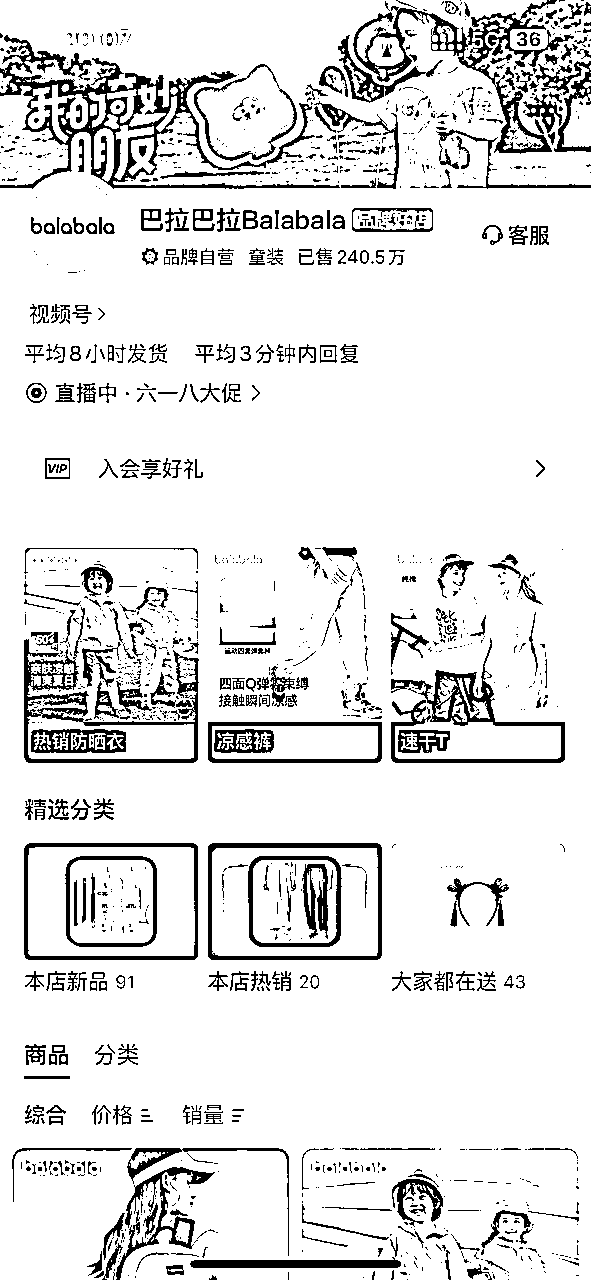 5G 36
我的奇妙
朋友
balabala
巴拉巴拉Balabala 品牌好店
品牌自营 童装 已售240.5万
客服
视频号
平均8小时发货 平均3分钟内回复
直播中·六一八大促
VIP 入会享好礼
balabala
四面Q弹不束缚
接触瞬间凉感
热销防晒衣
凉感裤
速干T
精选分类
本店新品 91
本店热销 20
大家都在送 43
商品 分类
综合 价格 销量
balabala
balabala